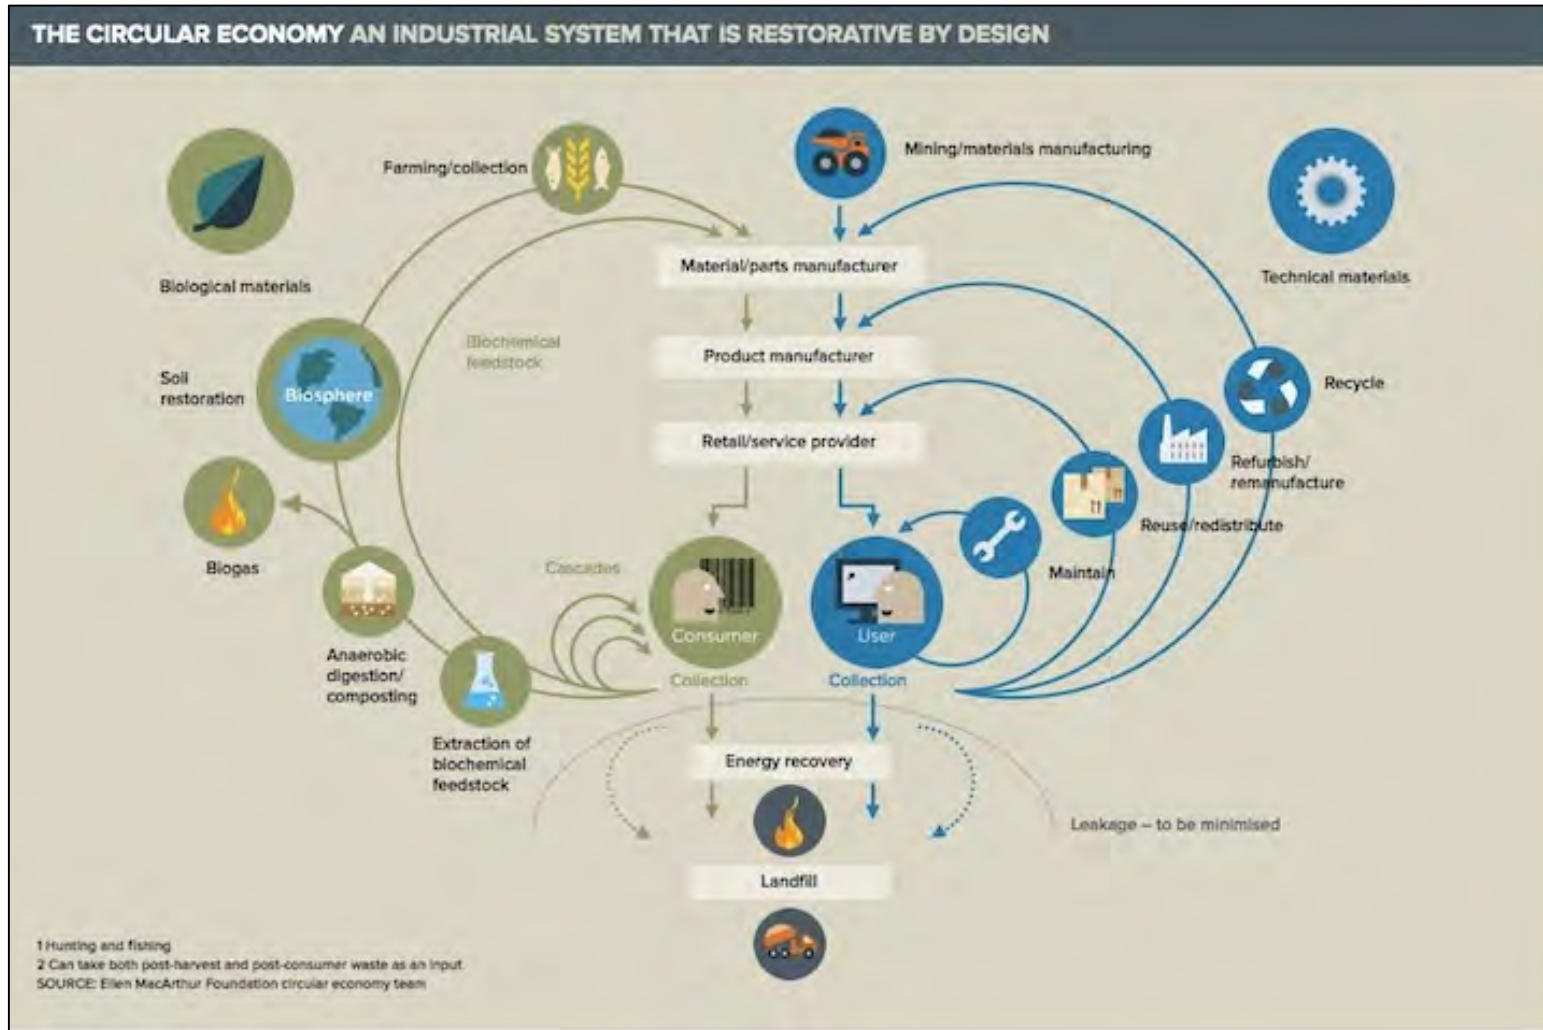 THE CIRCULAR ECONOMY AN INDUSTRIAL SYSTEM THAT IS RESTORATIVE BY DESIGN
Farming/collection
Mining/materials manufacturing
Biological materials
Technical materials
Material/parts manufacturer
Biochemical
feedstock
Product manufacturer
Soil
restoration
Biosphere
Recycle
Retail/service provider
Refurbish/
remanufacture
Reuse/redistribute
Biogas
Cascades
Maintain
Consumer
User
Anaerobic
digestion/
composting
Collection
Collection
Extraction of
biochemical
feedstock
Energy recovery
Leakage – to be minimised
Landfill
1 Hunting and fishing
2 Can take both post-harvest and post-consumer waste as an input
SOURCE: Ellen MacArthur Foundation circular economy team